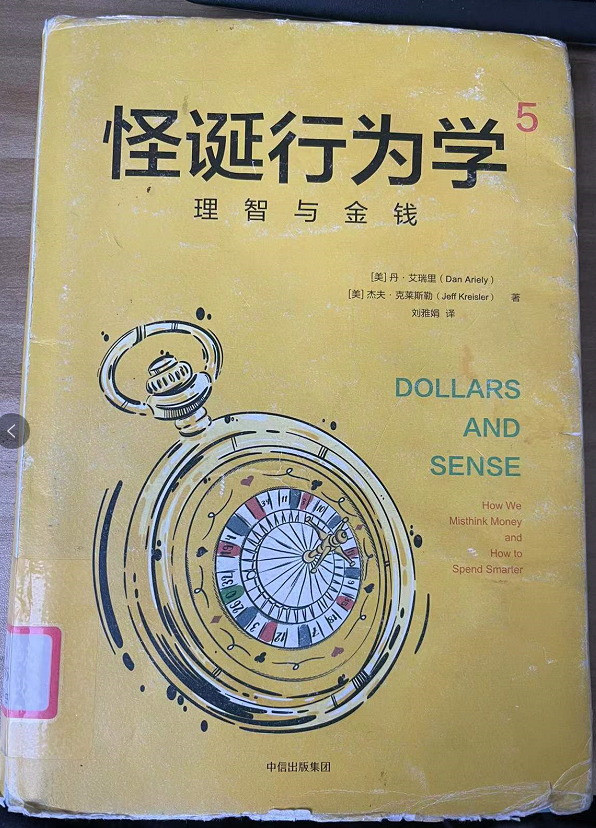 怪诞行为学5
理智与金钱
[美] 丹·艾瑞里（Dan Ariely）
[美] 杰夫·克莱斯勒（Jeff Kreisler） 著
刘雅娟 译
DOLLARS
AND
SENSE
How We
Misthink Money
and
How to
Spend Smarter
中信出版集团